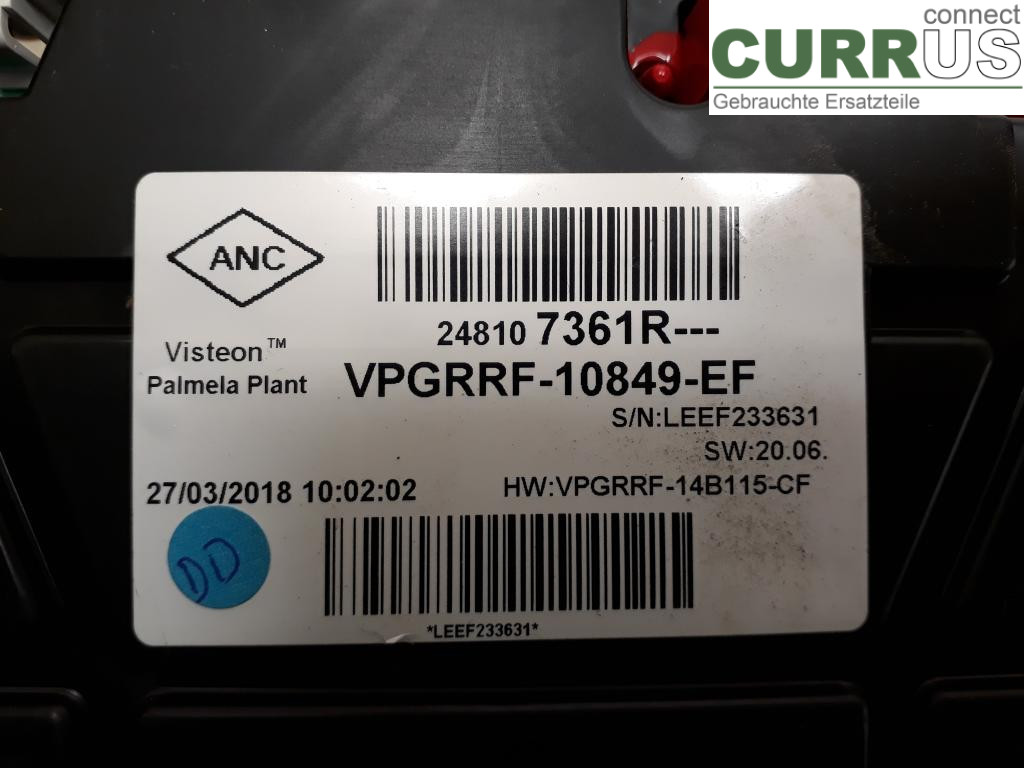 connect
CURRUS
Gebrauchte Ersatzteile
ANC
24810 7361R---
Visteon™
Palmela Plant
VPGRRF-10849-EF
S/N:LEEF233631
SW:20.06.
27/03/2018 10:02:02
HW:VPGRRF-14B115-CF
DD
*LEEF233631*